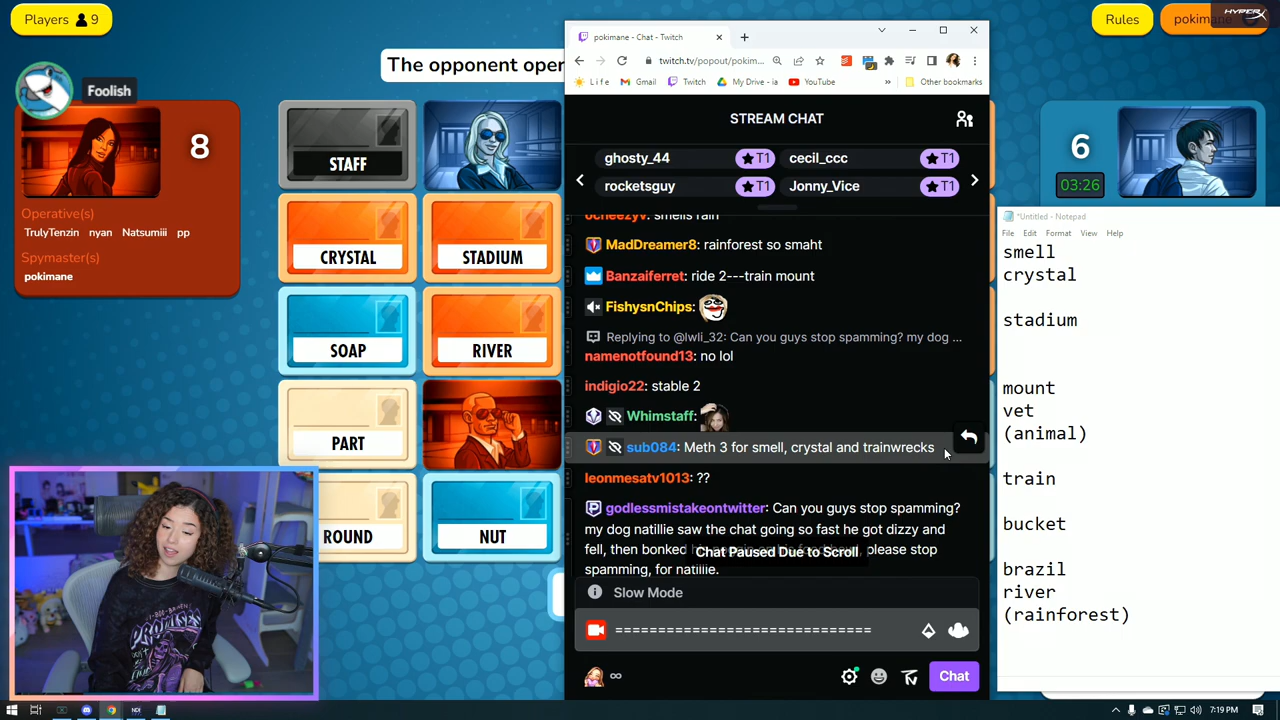 Players 9
Rules
pokimane
HYPERX
The opponent oper
Foolish
8
Operative(s)
TrulyTenzin nyan Natsumiii pp
Spymaster(s)
pokimane
STAFF
CRYSTAL
STADIUM
SOAP
RIVER
PART
ROUND
NUT
pokimane - Chat - Twitch
twitch.tv/popout/pokim...
Life Gmail Twitch My Drive - ia YouTube » Other bookmarks
STREAM CHAT
ghosty_44 T1 cecil_ccc T1
rocketsguy T1 Jonny_Vice T1
ocheezyv: smells rain
MadDreamer8: rainforest so smaht
Banzaiferret: ride 2---train mount
FishysnChips:
Replying to @lwli_32: Can you guys stop spamming? my dog ...
namenotfound13: no lol
indigio22: stable 2
Whimstaff:
sub084: Meth 3 for smell, crystal and trainwrecks
leonmesatv1013: ??
godlessmistakeontwitter: Can you guys stop spamming?
my dog natillie saw the chat going so fast he got dizzy and
fell, then bonked please stop
spamming, for natillie.
Chat Paused Due to Scroll
Slow Mode
==============================
∞
Chat
6
03:26
*Untitled - Notepad
File Edit Format View Help
smell
crystal
stadium
mount
vet
(animal)
train
bucket
brazil
river
(rainforest)
PROMISES
7:19 PM